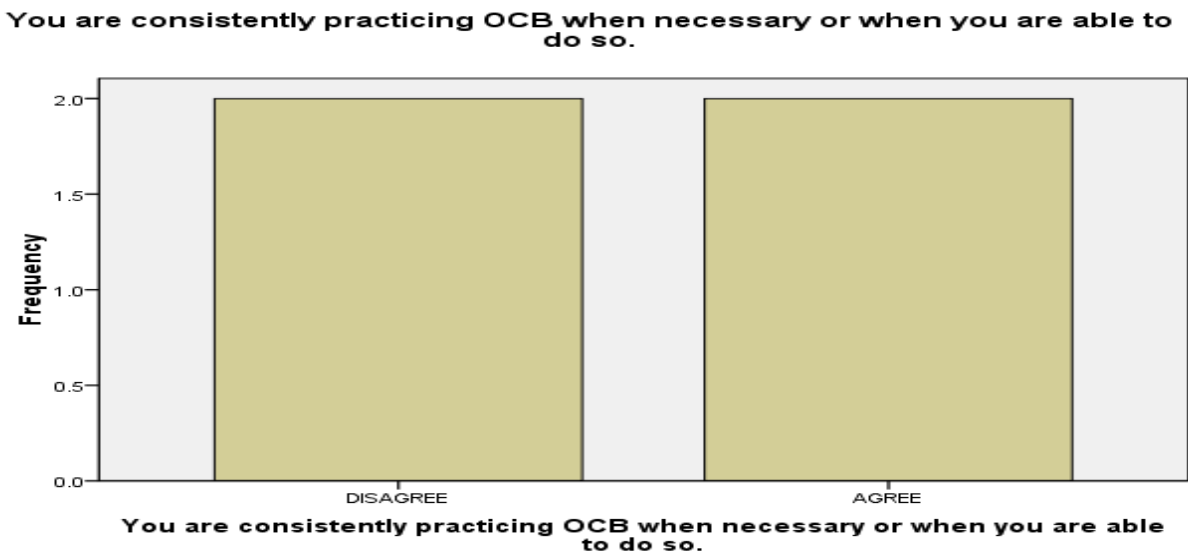 You are consistently practicing OCB when necessary or when you are able to
do so.
2.0
1.5
1.0
0.5
0.0
Frequency
DISAGREE
AGREE
You are consistently practicing OCB when necessary or when you are able
to do so.